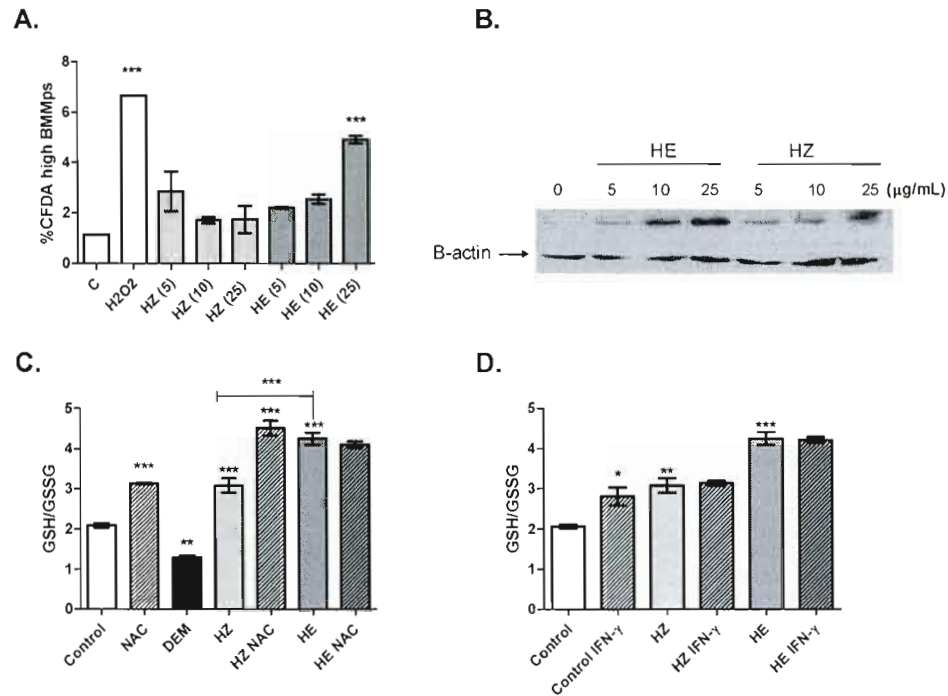 A.
%CFDA high BMMps
8
6
4
2
0
***
***
C
H2O2
HZ (5)
HZ (10)
HZ (25)
HE (5)
HE (10)
HE (25)
B.
HE HZ
0 5 10 25 5 10 25 (µg/mL)
B-actin
C.
GSH/GSSG
5
4
3
2
1
0
***
***
**
***
***
***
Control
NAC
DEM
HZ
HZ NAC
HE
HE NAC
D.
GSH/GSSG
5
4
3
2
1
0
*
**
***
Control
Control IFN-γ
HZ
HZ IFN-γ
HE
HE IFN-γ